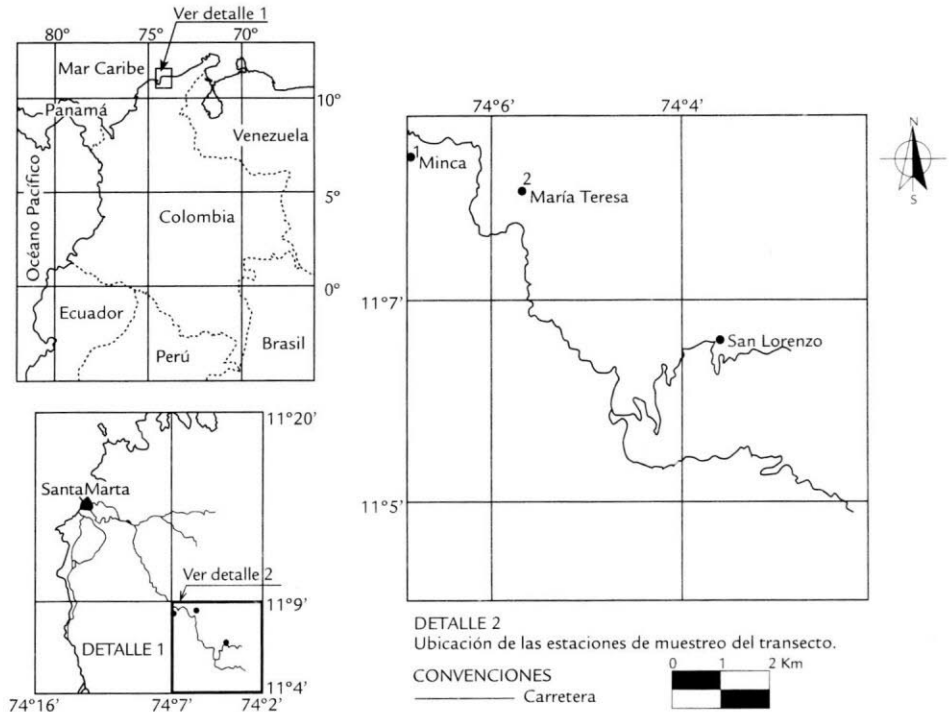 Ver detalle 1
80° 75° 70°
Mar Caribe
10°
Panamá
Venezuela
Océano Pacífico
5°
Colombia
0°
Ecuador
Perú
Brasil
11°20'
Santa Marta
Ver detalle 2
11°9'
DETALLE 1
11°4'
74°16' 74°7' 74°2'
74°6' 74°4'
N
S
1
Minca
2
María Teresa
11°7'
San Lorenzo
11°5'
DETALLE 2
Ubicación de las estaciones de muestreo del transecto.
CONVENCIONES
Carretera
0 1 2 Km